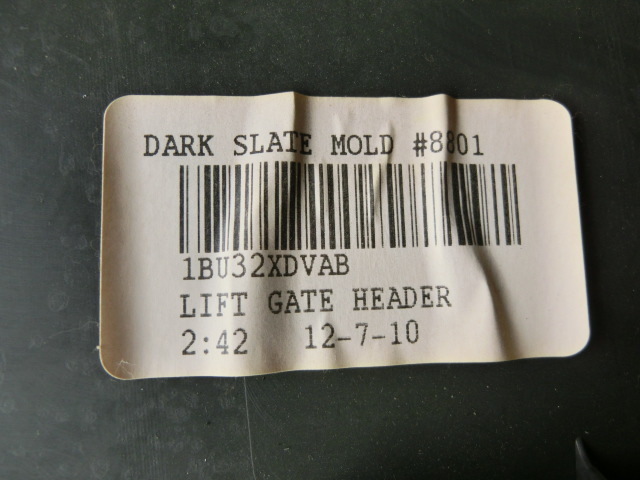 DARK SLATE MOLD #8801
1BU32XDVAB
LIFT GATE HEADER
2:42 12-7-10